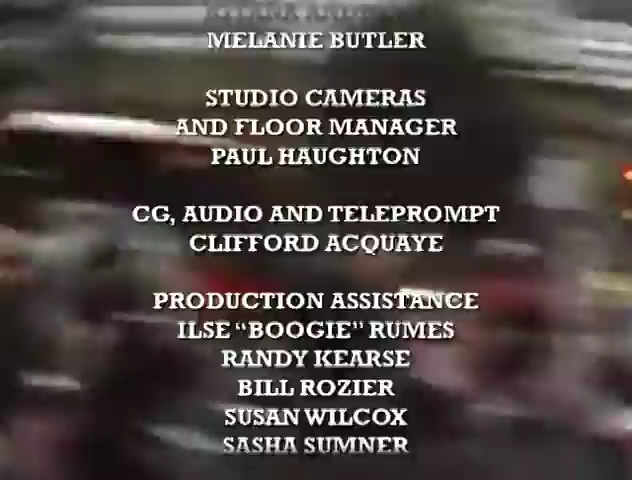 MELANIE BUTLER
STUDIO CAMERAS
AND FLOOR MANAGER
PAUL HAUGHTON
CG, AUDIO AND TELEPROMPT
CLIFFORD ACQUAYE
PRODUCTION ASSISTANCE
ILSE “BOOGIE” RUMES
RANDY KEARSE
BILL ROZIER
SUSAN WILCOX
SASHA SUMNER